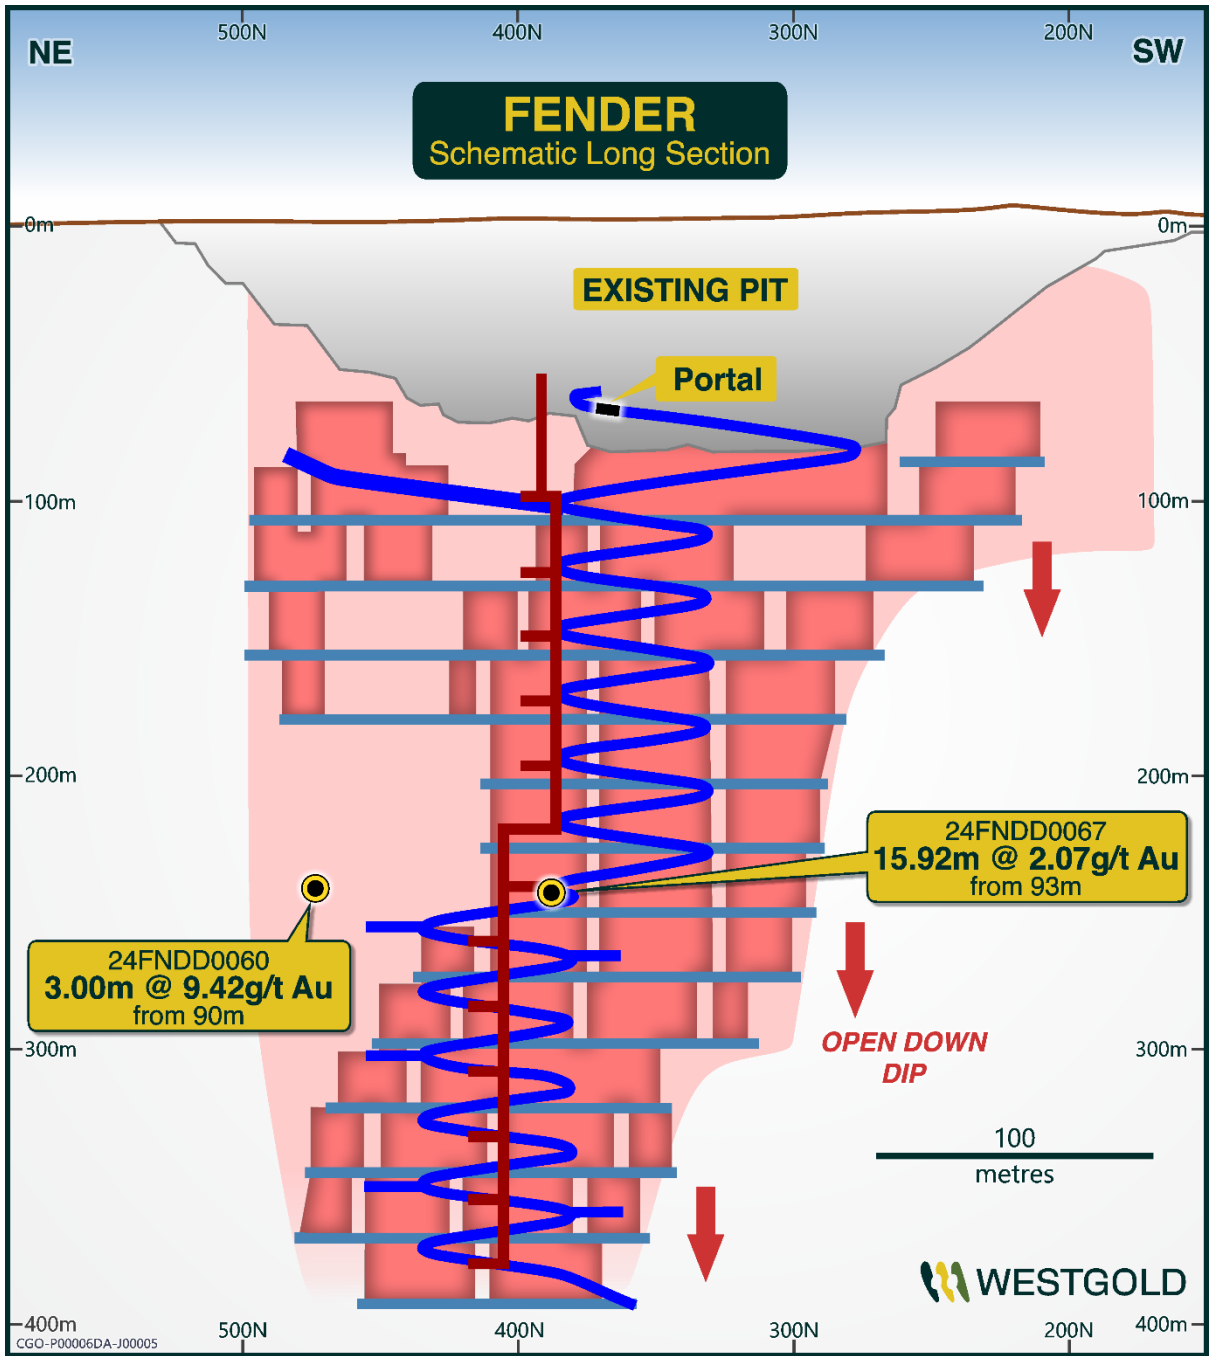 500N 400N 300N 200N
NE
SW
FENDER
Schematic Long Section
0m
0m
EXISTING PIT
Portal
100m
100m
200m
200m
24FNDD0067
15.92m @ 2.07g/t Au
from 93m
24FNDD0060
3.00m @ 9.42g/t Au
from 90m
OPEN DOWN
DIP
300m
300m
100
metres
WESTGOLD
400m
400m
CGO-P00006DA-J00005
500N 400N 300N 200N